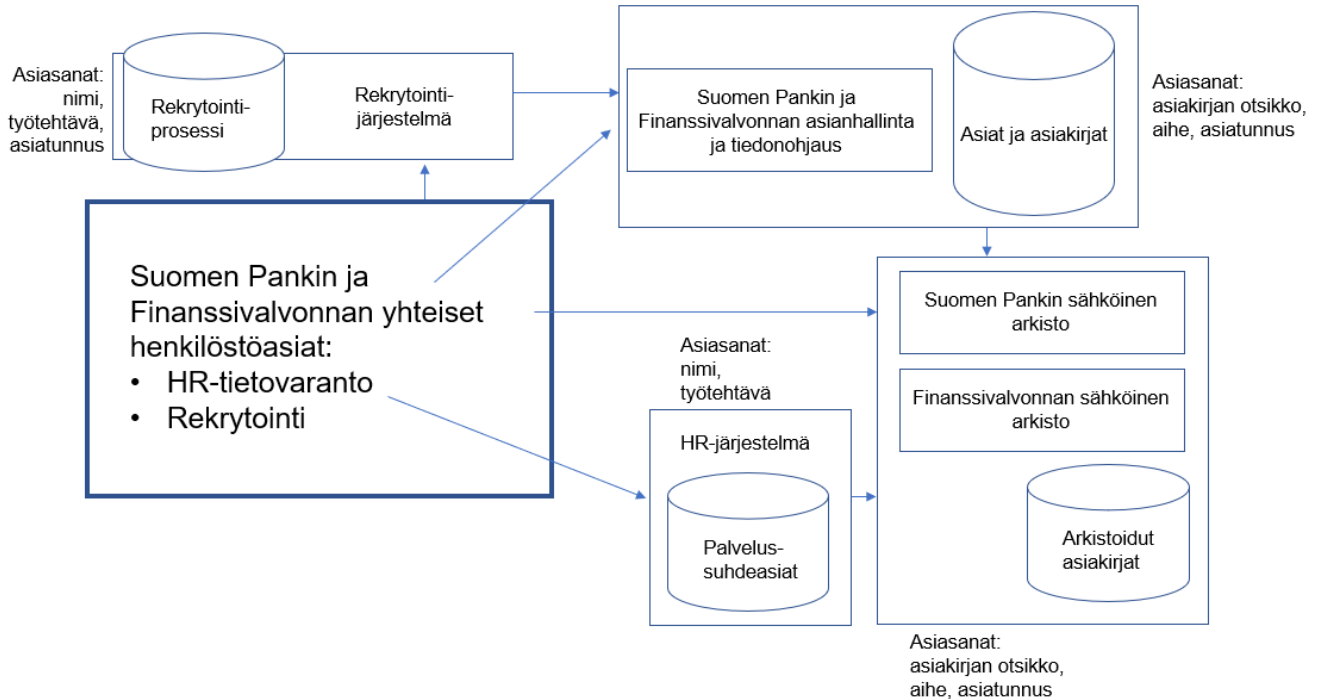 Asiasanat:
nimi,
työtehtävä,
asiatunnus
Rekrytointi-
prosessi
Rekrytointi-
järjestelmä
Suomen Pankin ja
Finanssivalvonnan asianhallinta
ja tiedonohjaus
Asiat ja asiakirjat
Asiasanat:
asiakirjan otsikko,
aihe, asiatunnus
Suomen Pankin ja
Finanssivalvonnan yhteiset
henkilöstöasiat:
• HR-tietovaranto
• Rekrytointi
Asiasanat:
nimi,
työtehtävä
HR-järjestelmä
Palvelus-
suhdeasiat
Suomen Pankin sähköinen
arkisto
Finanssivalvonnan sähköinen
arkisto
Arkistoidut
asiakirjat
Asiasanat:
asiakirjan otsikko,
aihe, asiatunnus